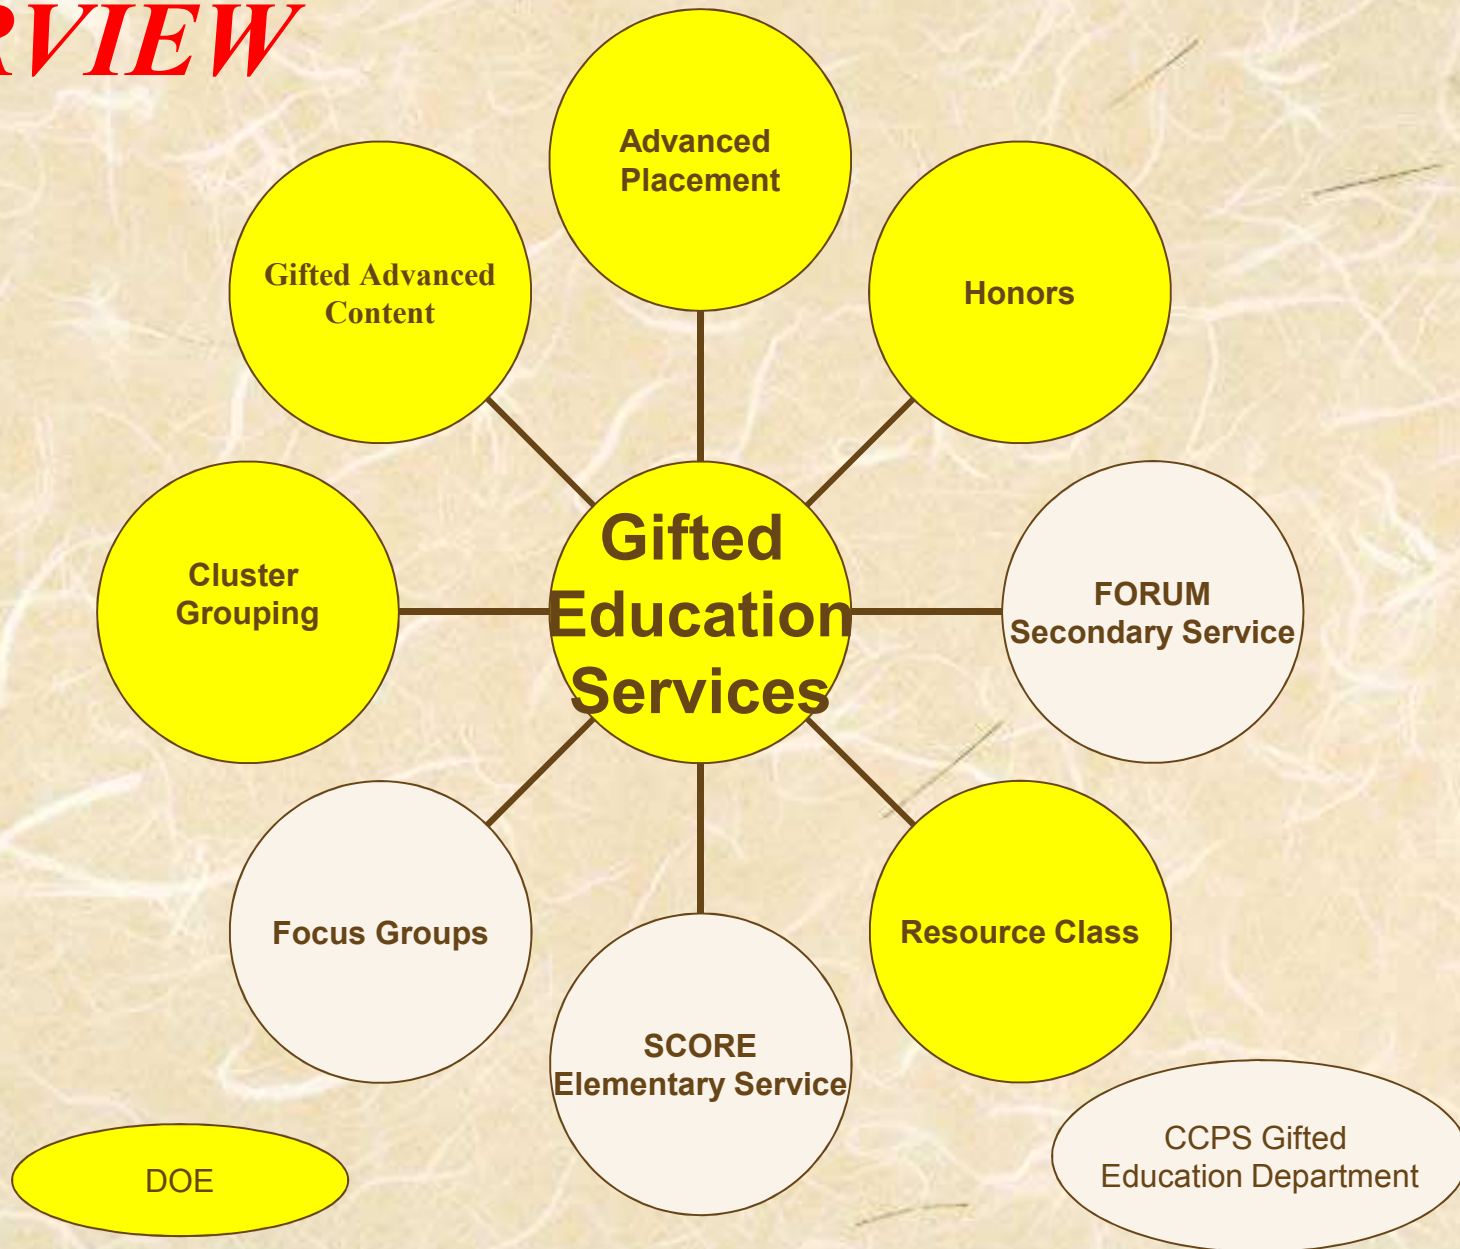 RVIEW
Advanced
Placement
Gifted Advanced
Content
Honors
Cluster
Grouping
Gifted
Education
Services
FORUM
Secondary Service
Focus Groups
Resource Class
SCORE
Elementary Service
DOE
CCPS Gifted
Education Department